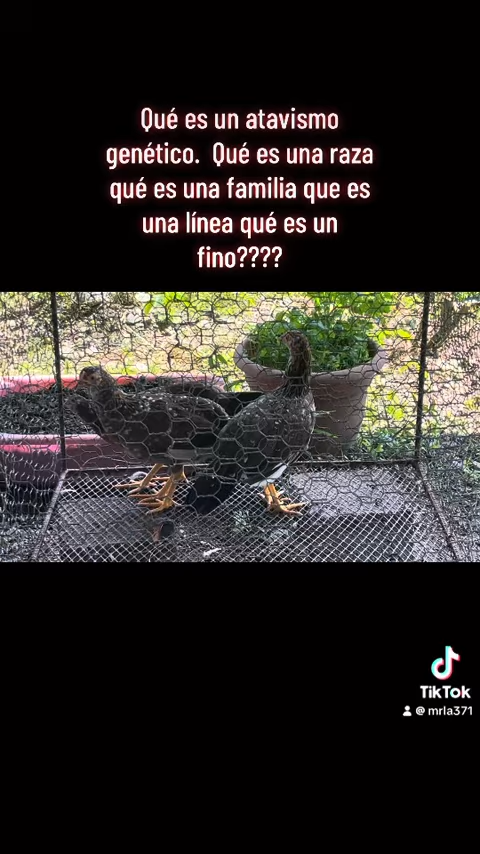 Qué es un atavismo
genético.  Qué es una raza
qué es una familia que es
una línea qué es un
fino????
TikTok
@ mrla371